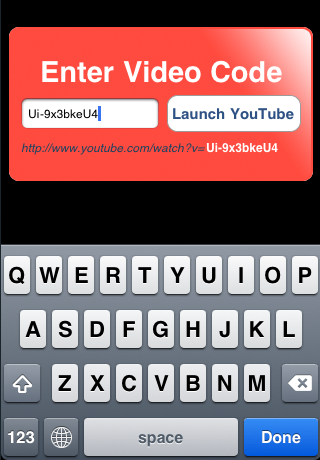 Enter Video Code
Ui-9x3bkeU4 Launch YouTube
http://www.youtube.com/watch?v= Ui-9x3bkeU4
Q W E R T Y U I O P
A S D F G H J K L
Z X C V B N M
123 space Done